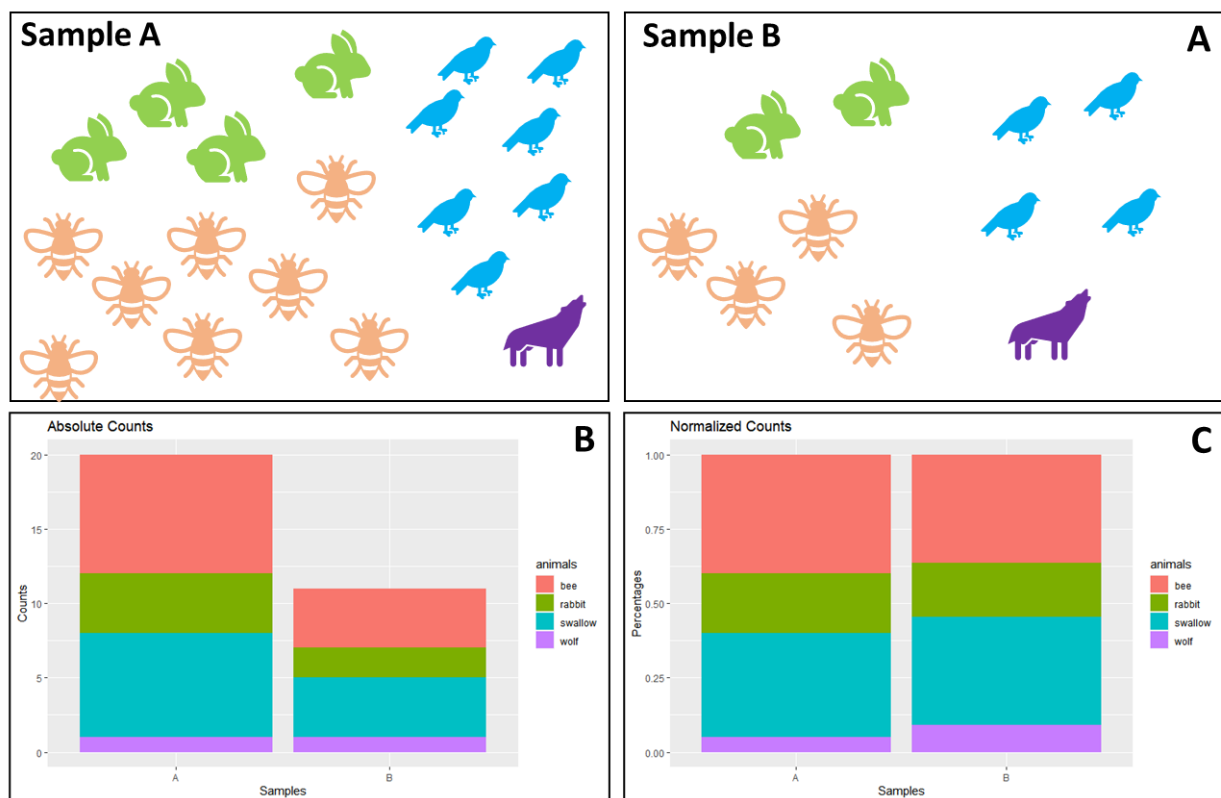 Sample A
Sample B
A
Absolute Counts
B
20
15
10
5
0
Counts
A
B
Samples
animals
bee
rabbit
swallow
wolf
Normalized Counts
C
1.00
0.75
0.50
0.25
0.00
Percentages
A
B
Samples
animals
bee
rabbit
swallow
wolf